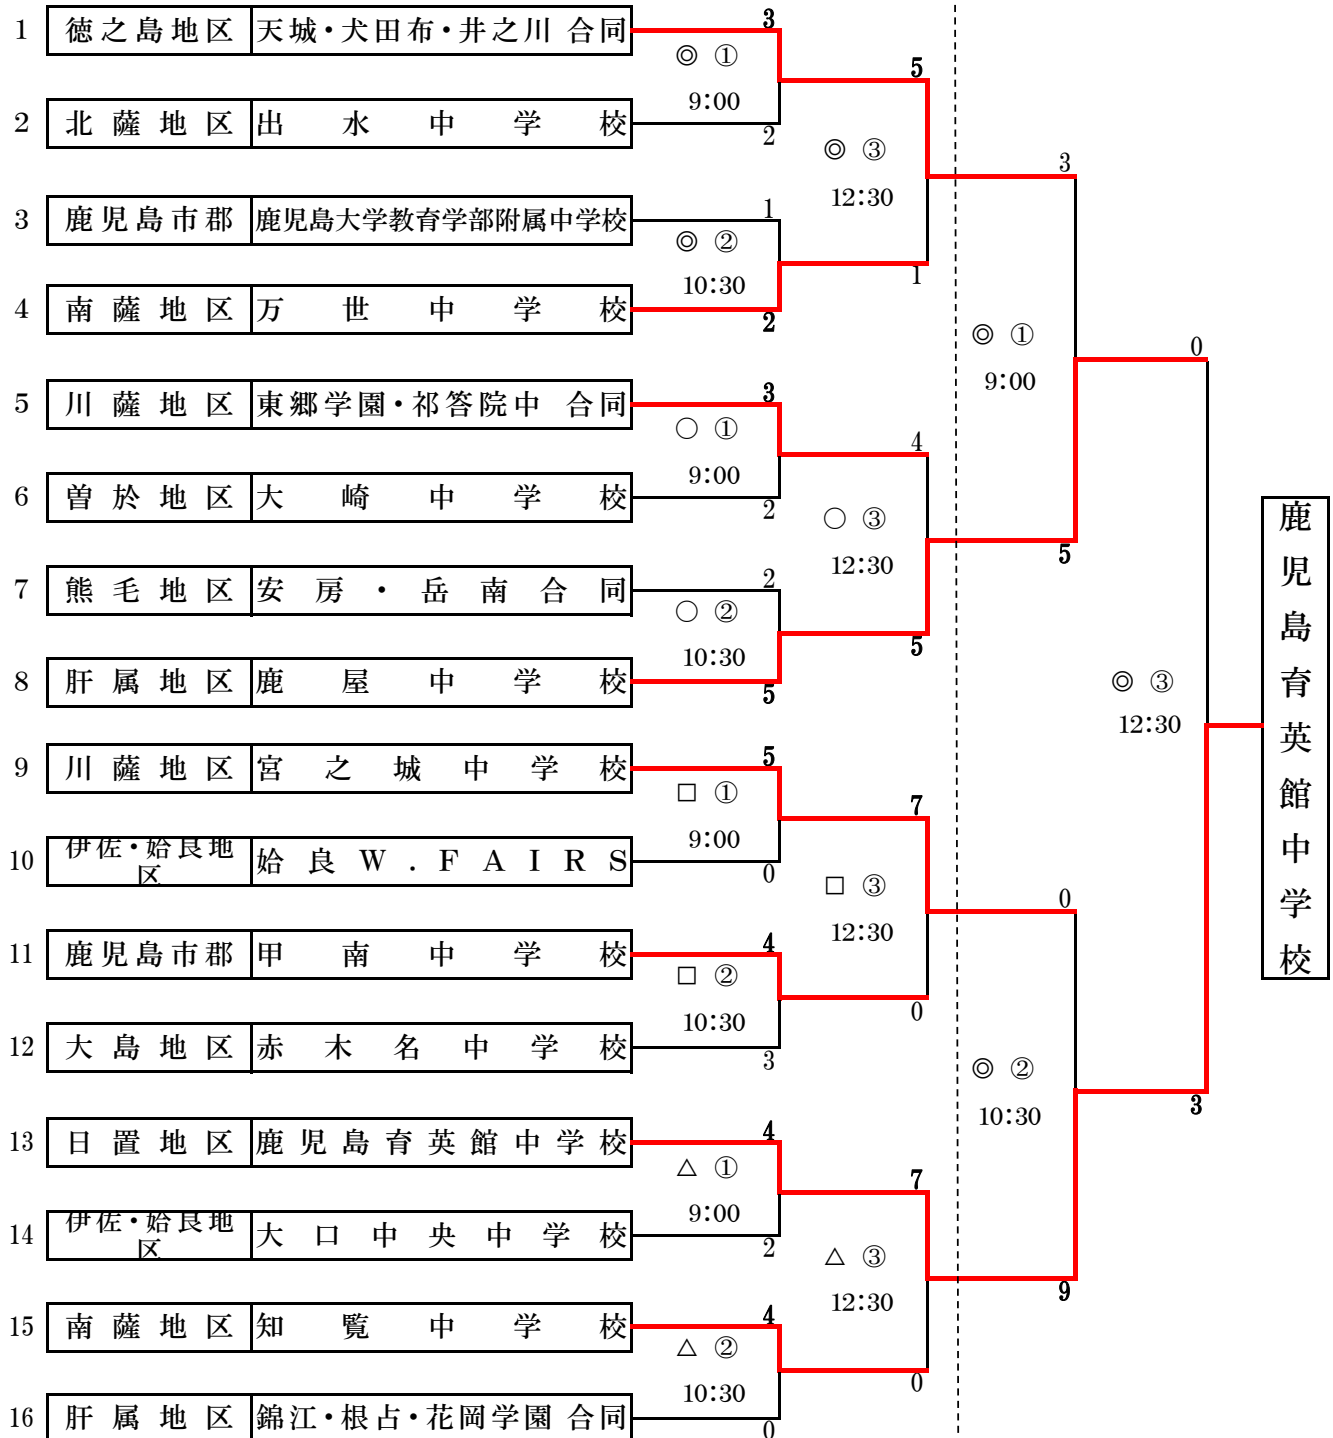 1 徳之島地区 天城・犬田布・井之川 合同 3
◎ ①
9:00
2 北薩地区 出水中学校 2
5
◎ ③
12:30
3 鹿児島市郡 鹿児島大学教育学部附属中学校 1
◎ ②
10:30
4 南薩地区 万世中学校 2
1
3
◎ ①
9:00
5 川薩地区 東郷学園・祁答院中 合同 3
○ ①
9:00
6 曽於地区 大崎中学校 2
4
○ ③
12:30
7 熊毛地区 安房・岳南合同 2
○ ②
10:30
8 肝属地区 鹿屋中学校 5
5
5
0
◎ ③
12:30
鹿児島育英館中学校
9 川薩地区 宮之城中学校 5
□ ①
9:00
10 伊佐・姶良地区 姶良W.FAIRS 0
7
□ ③
12:30
11 鹿児島市郡 甲南中学校 4
□ ②
10:30
12 大島地区 赤木名中学校 3
0
0
◎ ②
10:30
3
13 日置地区 鹿児島育英館中学校 4
△ ①
9:00
14 伊佐・姶良地区 大口中央中学校 2
7
△ ③
12:30
9
15 南薩地区 知覧中学校 4
△ ②
10:30
16 肝属地区 錦江・根占・花岡学園 合同 0
0